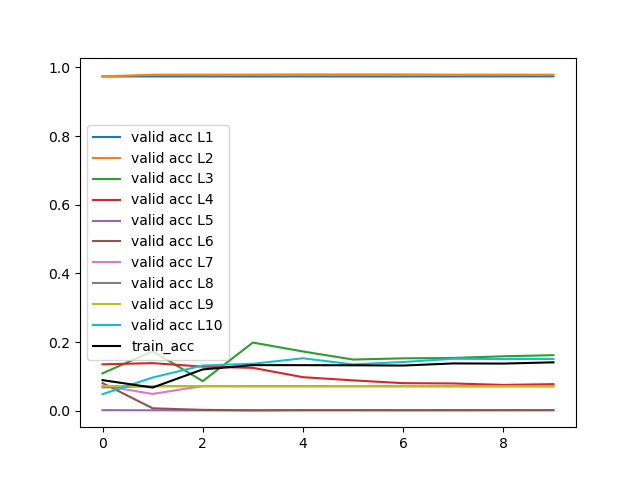 1.0
0.8
0.6
0.4
0.2
0.0
valid acc L1
valid acc L2
valid acc L3
valid acc L4
valid acc L5
valid acc L6
valid acc L7
valid acc L8
valid acc L9
valid acc L10
train_acc
0 2 4 6 8